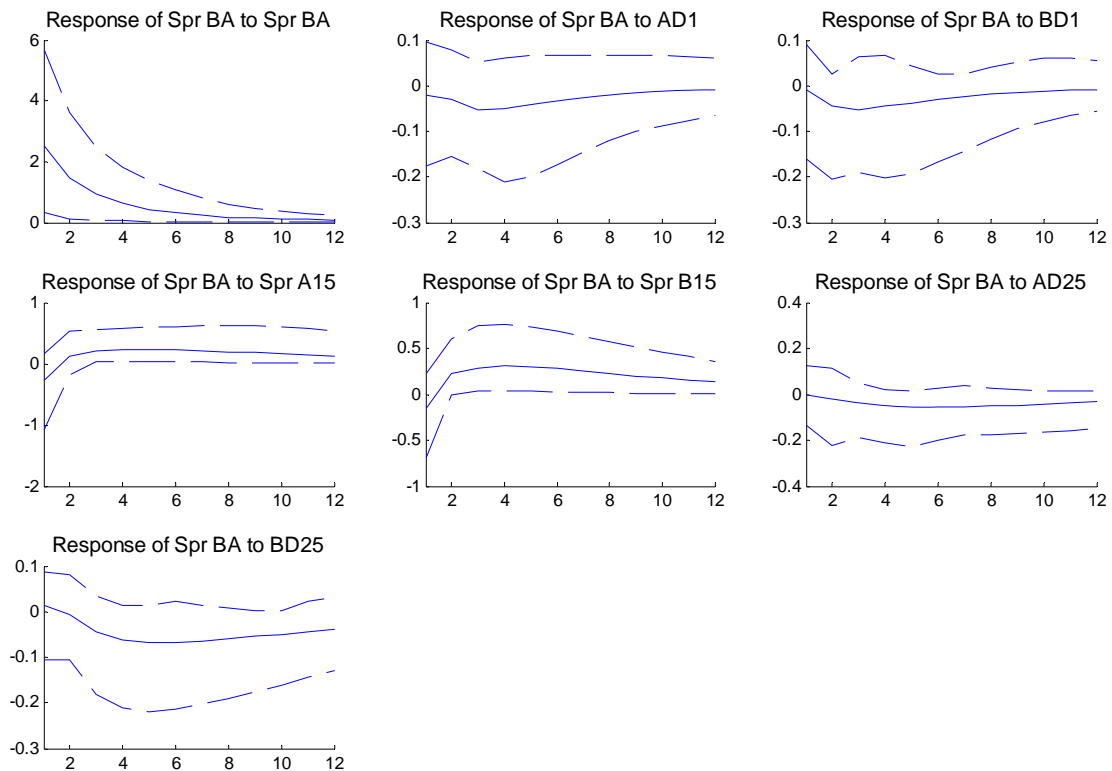 Response of Spr BA to Spr BA
Response of Spr BA to AD1
Response of Spr BA to BD1
6
4
2
0
2 4 6 8 10 12
0.1
0
-0.1
-0.2
-0.3
2 4 6 8 10 12
0.1
0
-0.1
-0.2
-0.3
2 4 6 8 10 12
Response of Spr BA to Spr A15
Response of Spr BA to Spr B15
Response of Spr BA to AD25
1
0
-1
-2
2 4 6 8 10 12
1
0.5
0
-0.5
-1
2 4 6 8 10 12
0.4
0.2
0
-0.2
-0.4
2 4 6 8 10 12
Response of Spr BA to BD25
0.1
0
-0.1
-0.2
-0.3
2 4 6 8 10 12